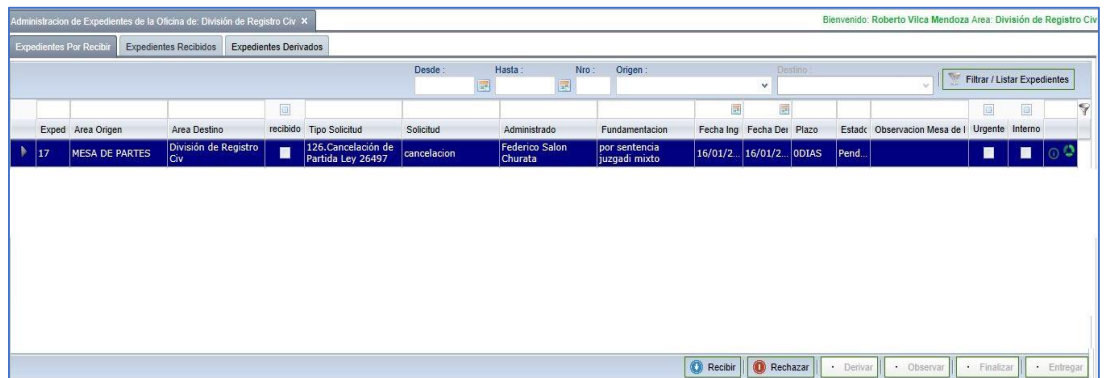 Administracion de Expedientes de la Oficina de: División de Registro Civ X
Bienvenido: Roberto Vilca Mendoza Area: División de Registro Civ
Expedientes Por Recibir Expedientes Recibidos Expedientes Derivados
Desde : Hasta : Nro : Origen : Destino :
Filtrar / Listar Expedientes
Exped Area Origen Area Destino recibido Tipo Solicitud Solicitud Administrado Fundamentacion Fecha Ing Fecha Der Plazo Estado Observacion Mesa de Urgente Interno
17 MESA DE PARTES División de Registro Civ 126.Cancelación de Partida Ley 26497 cancelacion Federico Salon Churata por sentencia juzgadi mixto 16/01/2... 16/01/2... 0DIAS Pend...
Recibir Rechazar Derivar Observar Finalizar Entregar